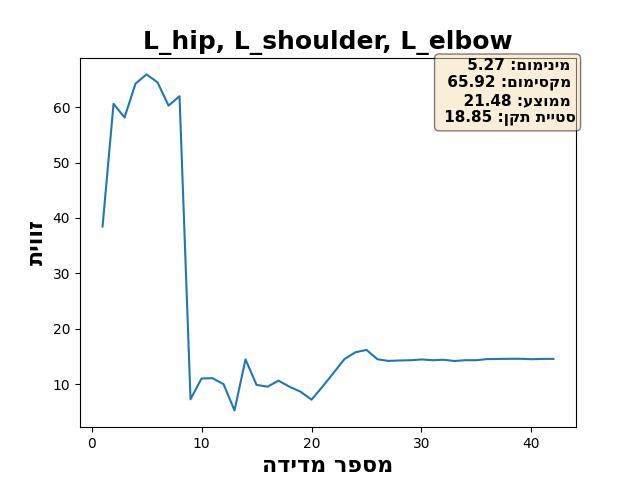 L_hip, L_shoulder, L_elbow
מינימום: 5.27
מקסימום: 65.92
ממוצע: 21.48
סטיית תקן: 18.85
60
50
40
30
20
10
זווית
0 10 20 30 40
מספר מדידה